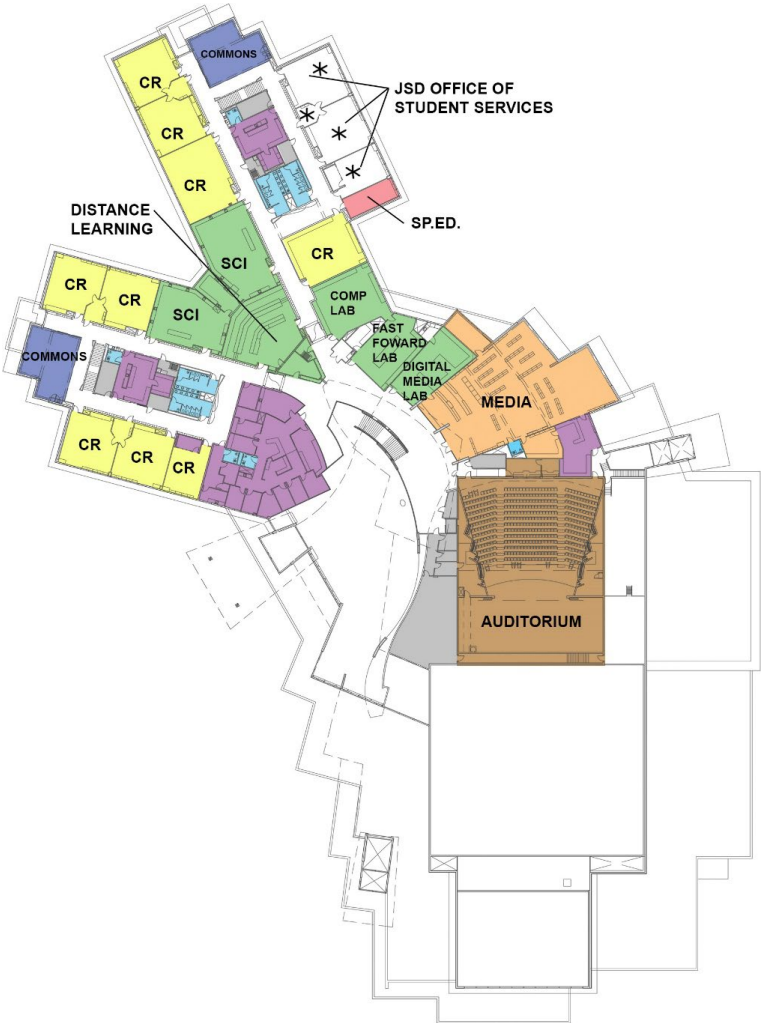 COMMONS
CR
JSD OFFICE OF
STUDENT SERVICES
CR
CR
DISTANCE
LEARNING
SP.ED.
CR
SCI
CR
CR
COMP
LAB
SCI
FAST
FOWARD
LAB
COMMONS
DIGITAL
MEDIA
LAB
MEDIA
CR
CR
CR
AUDITORIUM